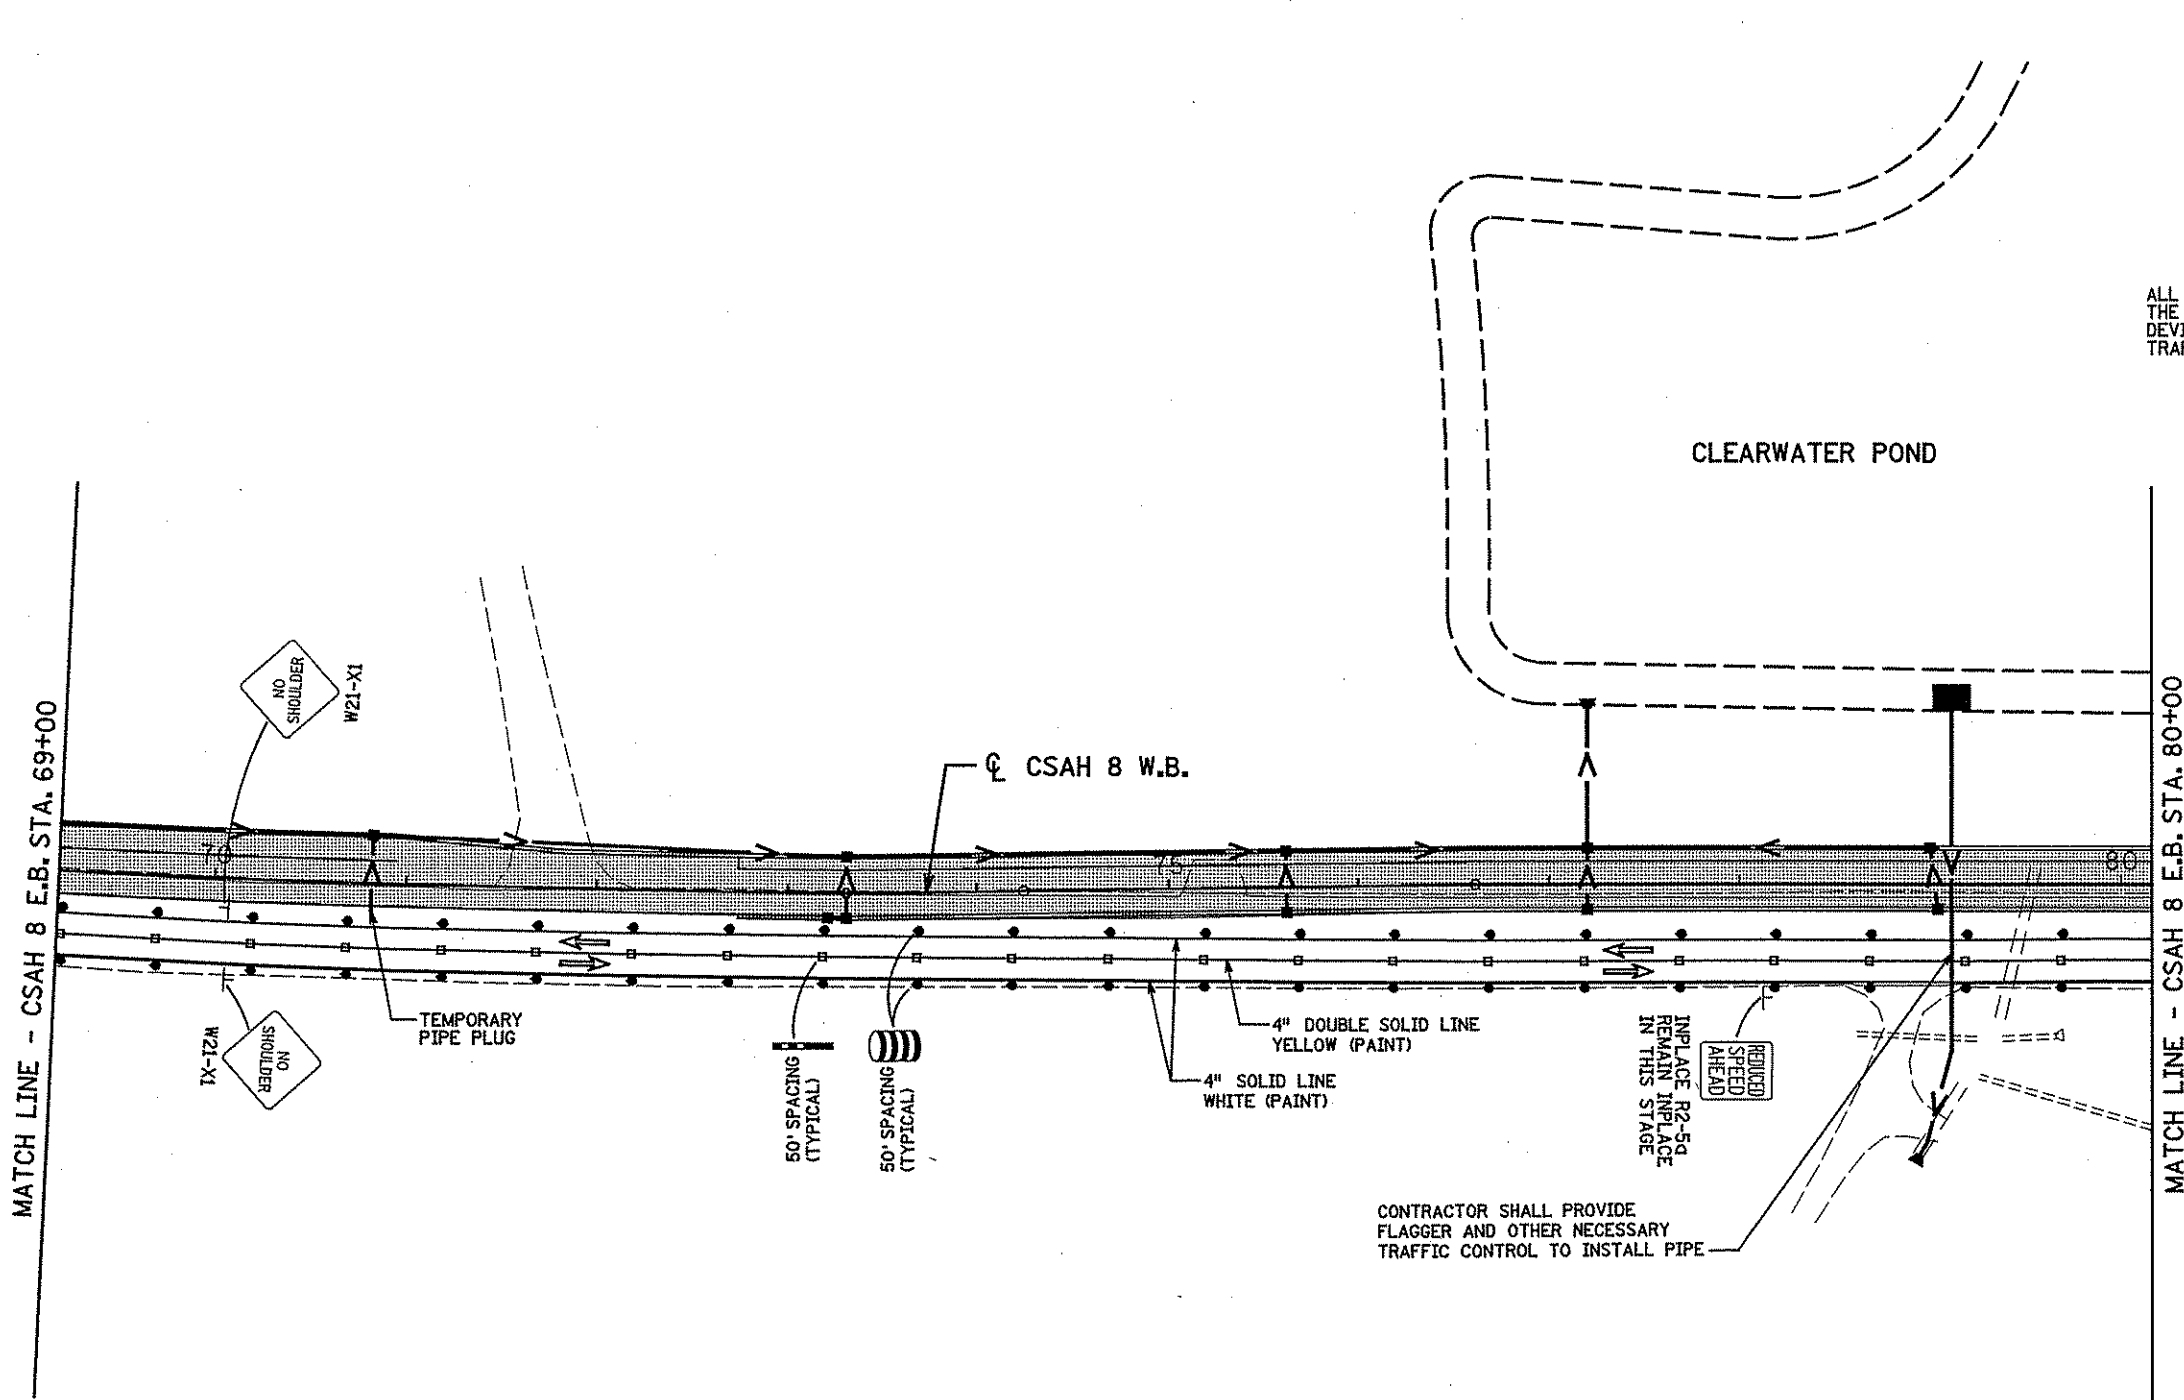 ALL
THE
DEVI
TRA
CLEARWATER POND
MATCH LINE - CSAH 8 E.B. STA. 69+00
NO
SHOULDER
W21-X1
℄ CSAH 8 W.B.
70
75
80
MATCH LINE - CSAH 8 E.B. STA. 80+00
W21-X1
NO
SHOULDER
TEMPORARY
PIPE PLUG
50' SPACING
(TYPICAL)
50' SPACING
(TYPICAL)
4" DOUBLE SOLID LINE
YELLOW (PAINT)
4" SOLID LINE
WHITE (PAINT)
INPLACE R2-5a
REMAIN INPLACE
IN THIS STAGE
REDUCED
SPEED
AHEAD
CONTRACTOR SHALL PROVIDE
FLAGGER AND OTHER NECESSARY
TRAFFIC CONTROL TO INSTALL PIPE